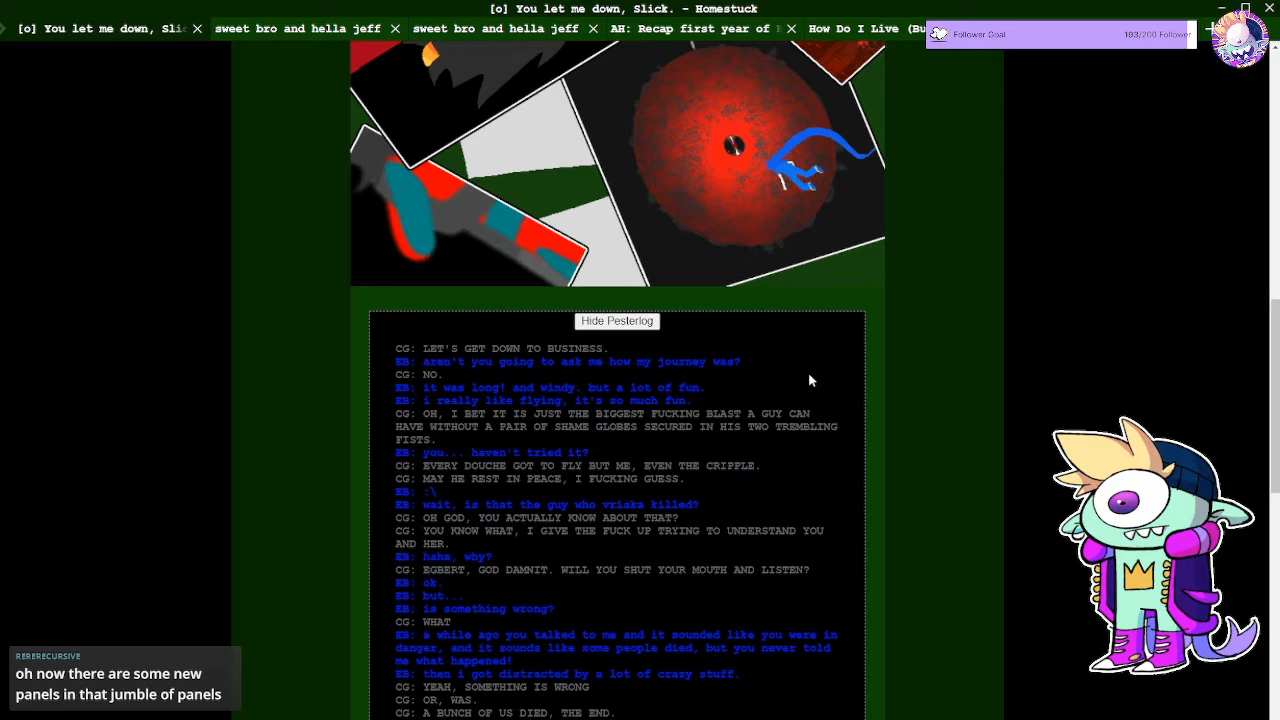 [o] You let me down, Slick. – Homestuck
[o] You let me down, Slic
sweet bro and hella jeff
sweet bro and hella jeff
AH: Recap first year of
How Do I Live (Bu
Follower Goal
193/200 Follower
Hide Pesterlog
CG: LET'S GET DOWN TO BUSINESS.
EB: aren't you going to ask me how my journey was?
CG: NO.
EB: it was long! and windy. but a lot of fun.
EB: i really like flying, it's so much fun.
CG: OH, I BET IT IS JUST THE BIGGEST FUCKING BLAST A GUY CAN
HAVE WITHOUT A PAIR OF SHAME GLOBES SECURED IN HIS TWO TREMBLING
FISTS.
EB: you... haven't tried it?
CG: EVERY DOUCHE GOT TO FLY BUT ME, EVEN THE CRIPPLE.
CG: MAY HE REST IN PEACE, I FUCKING GUESS.
EB: :\
EB: wait, is that the guy who vriska killed?
CG: OH GOD, YOU ACTUALLY KNOW ABOUT THAT?
CG: YOU KNOW WHAT, I GIVE THE FUCK UP TRYING TO UNDERSTAND YOU
AND HER.
EB: haha, why?
CG: EGBERT, GOD DAMNIT. WILL YOU SHUT YOUR MOUTH AND LISTEN?
EB: ok.
EB: but...
EB: is something wrong?
CG: WHAT
EB: a while ago you talked to me and it sounded like you were in
danger, and it sounds like some people died, but you never told
me what happened!
EB: then i got distracted by a lot of crazy stuff.
CG: YEAH, SOMETHING IS WRONG
CG: OR, WAS.
CG: A BUNCH OF US DIED, THE END.
RERERECURSIVE
oh now there are some new
panels in that jumble of panels